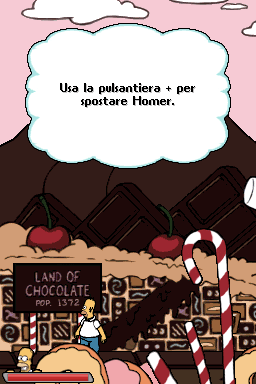 Usa la pulsantiera + per
spostare Homer.
LAND OF
CHOCOLATE
POP. 1372